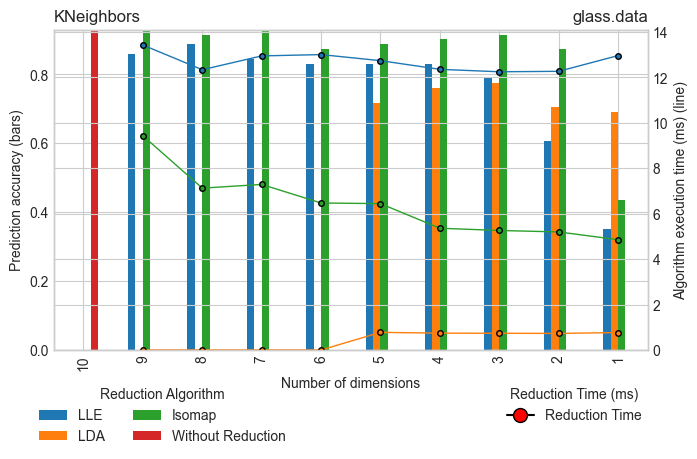 KNeighbors glass.data
14
0.8
12
0.6
10
8
0.4
6
4
0.2
2
0.0 0
10 9 8 7 6 5 4 3 2 1
Prediction accuracy (bars)
Algorithm execution time (ms) (line)
Number of dimensions
Reduction Algorithm Reduction Time (ms)
LLE Isomap Reduction Time
LDA Without Reduction